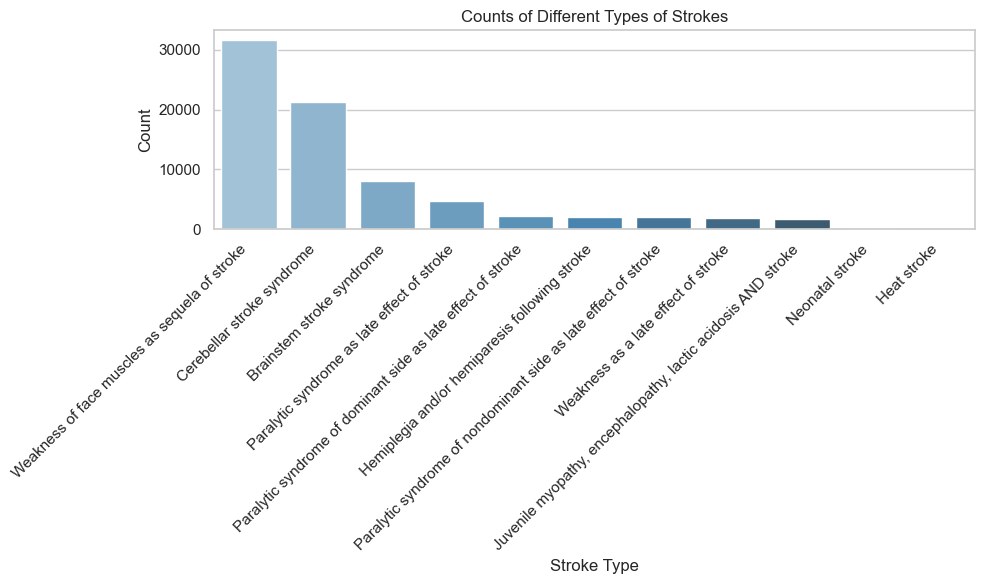 Counts of Different Types of Strokes
Count
30000
20000
10000
0
Weakness of face muscles as sequela of stroke
Cerebellar stroke syndrome
Brainstem stroke syndrome
Paralytic syndrome as late effect of stroke
Paralytic syndrome of dominant side as late effect of stroke
Hemiplegia and/or hemiparesis following stroke
Paralytic syndrome of nondominant side as late effect of stroke
Weakness as a late effect of stroke
Juvenile myopathy, encephalopathy, lactic acidosis AND stroke
Neonatal stroke
Heat stroke
Stroke Type